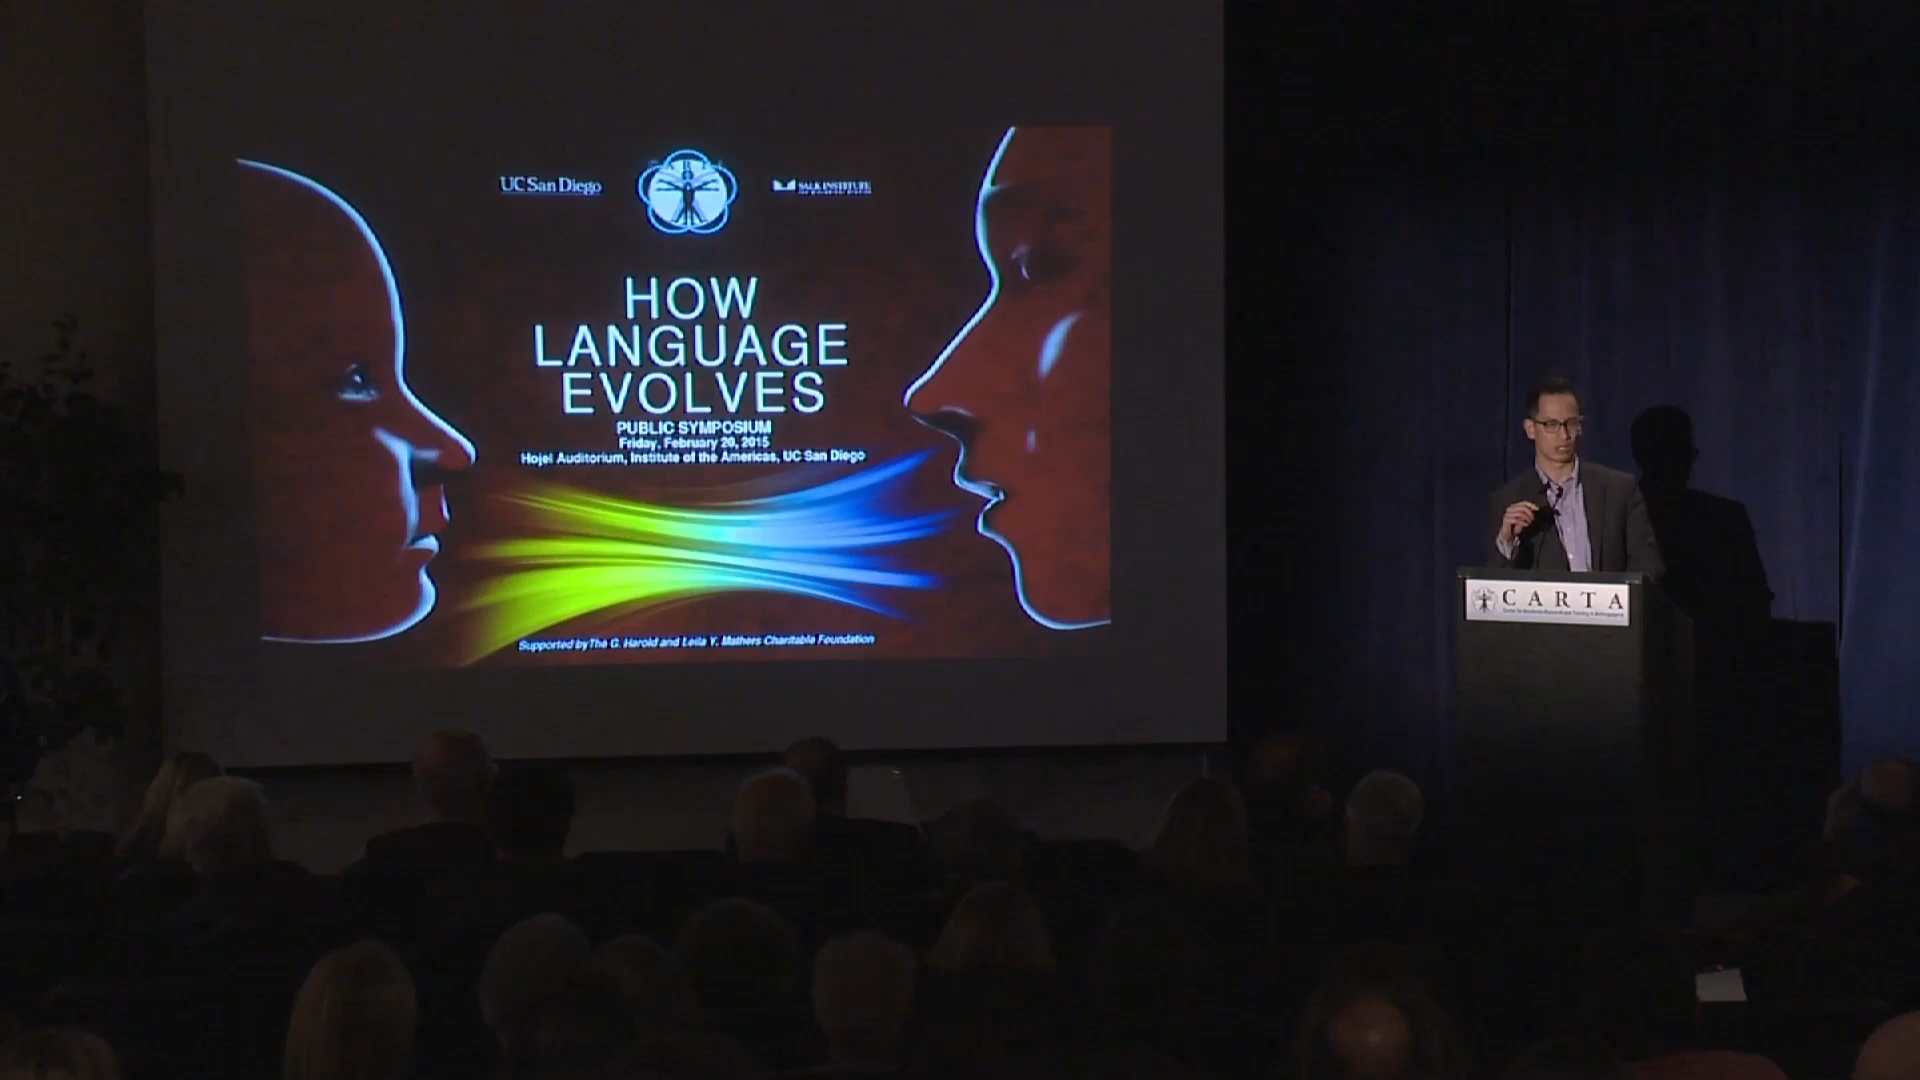 UC San Diego
SALK INSTITUTE
HOW
LANGUAGE
EVOLVES
PUBLIC SYMPOSIUM
Friday, February 20, 2015
Hojel Auditorium, Institute of the Americas, UC San Diego
Supported by The G. Harold and Leila Y. Mathers Charitable Foundation
CARTA